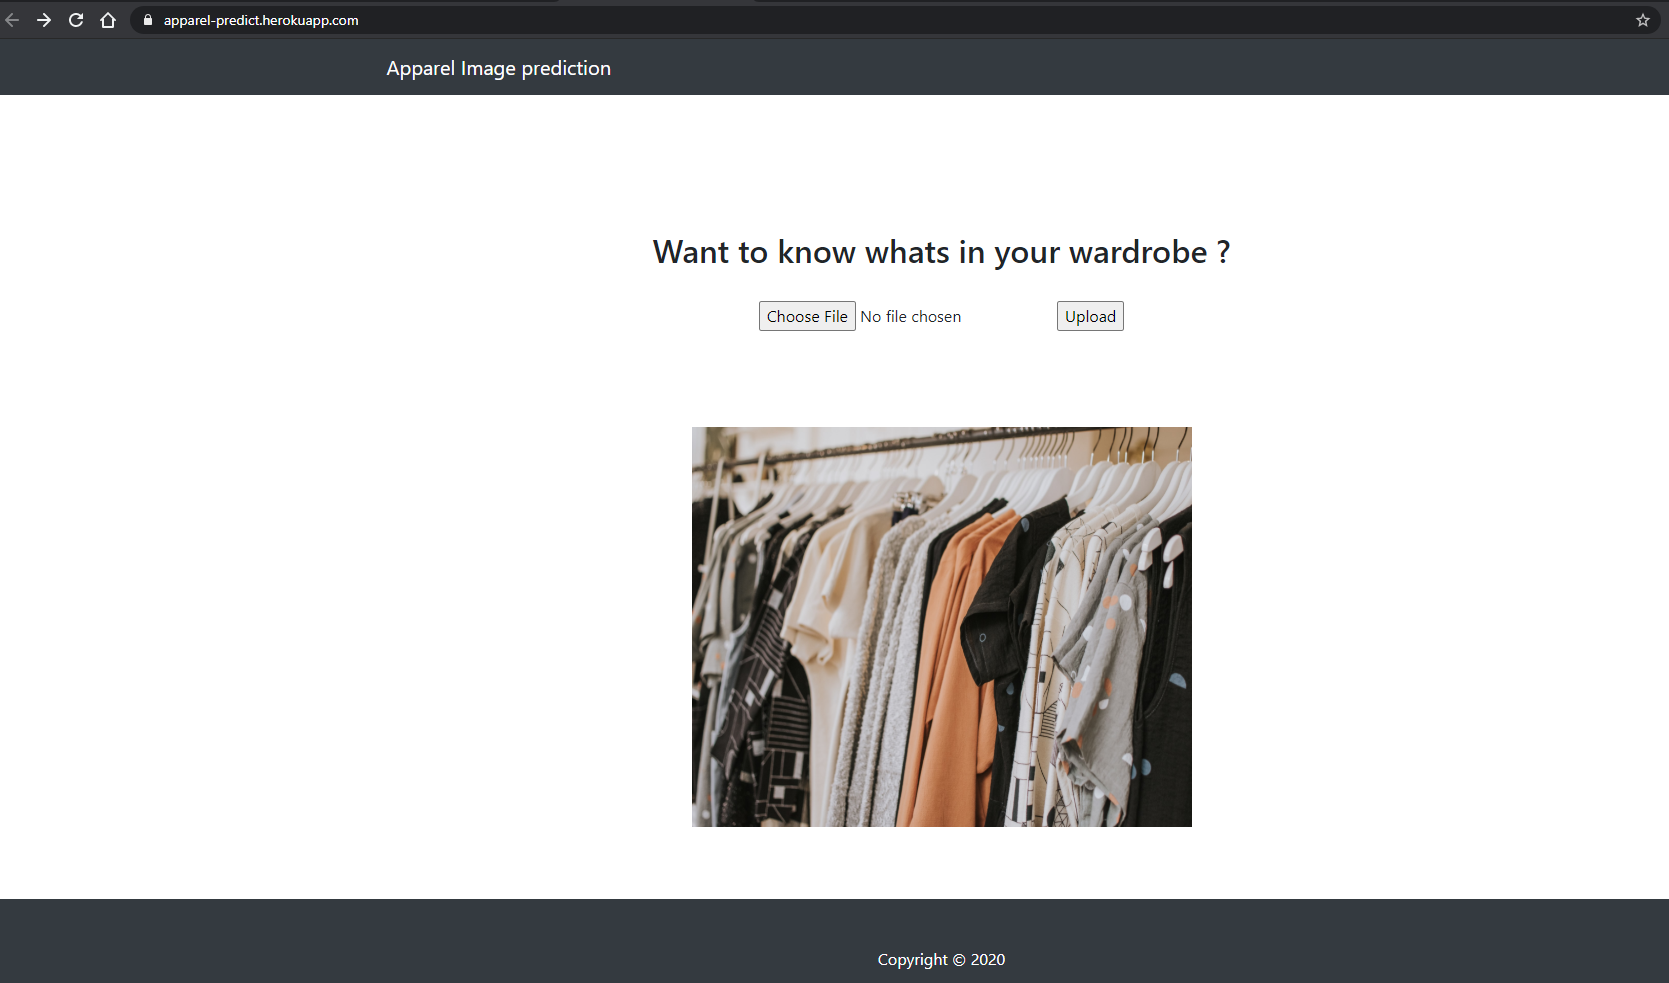 apparel-predict.herokuapp.com
Apparel Image prediction
Want to know whats in your wardrobe ?
Choose File No file chosen Upload
Copyright © 2020